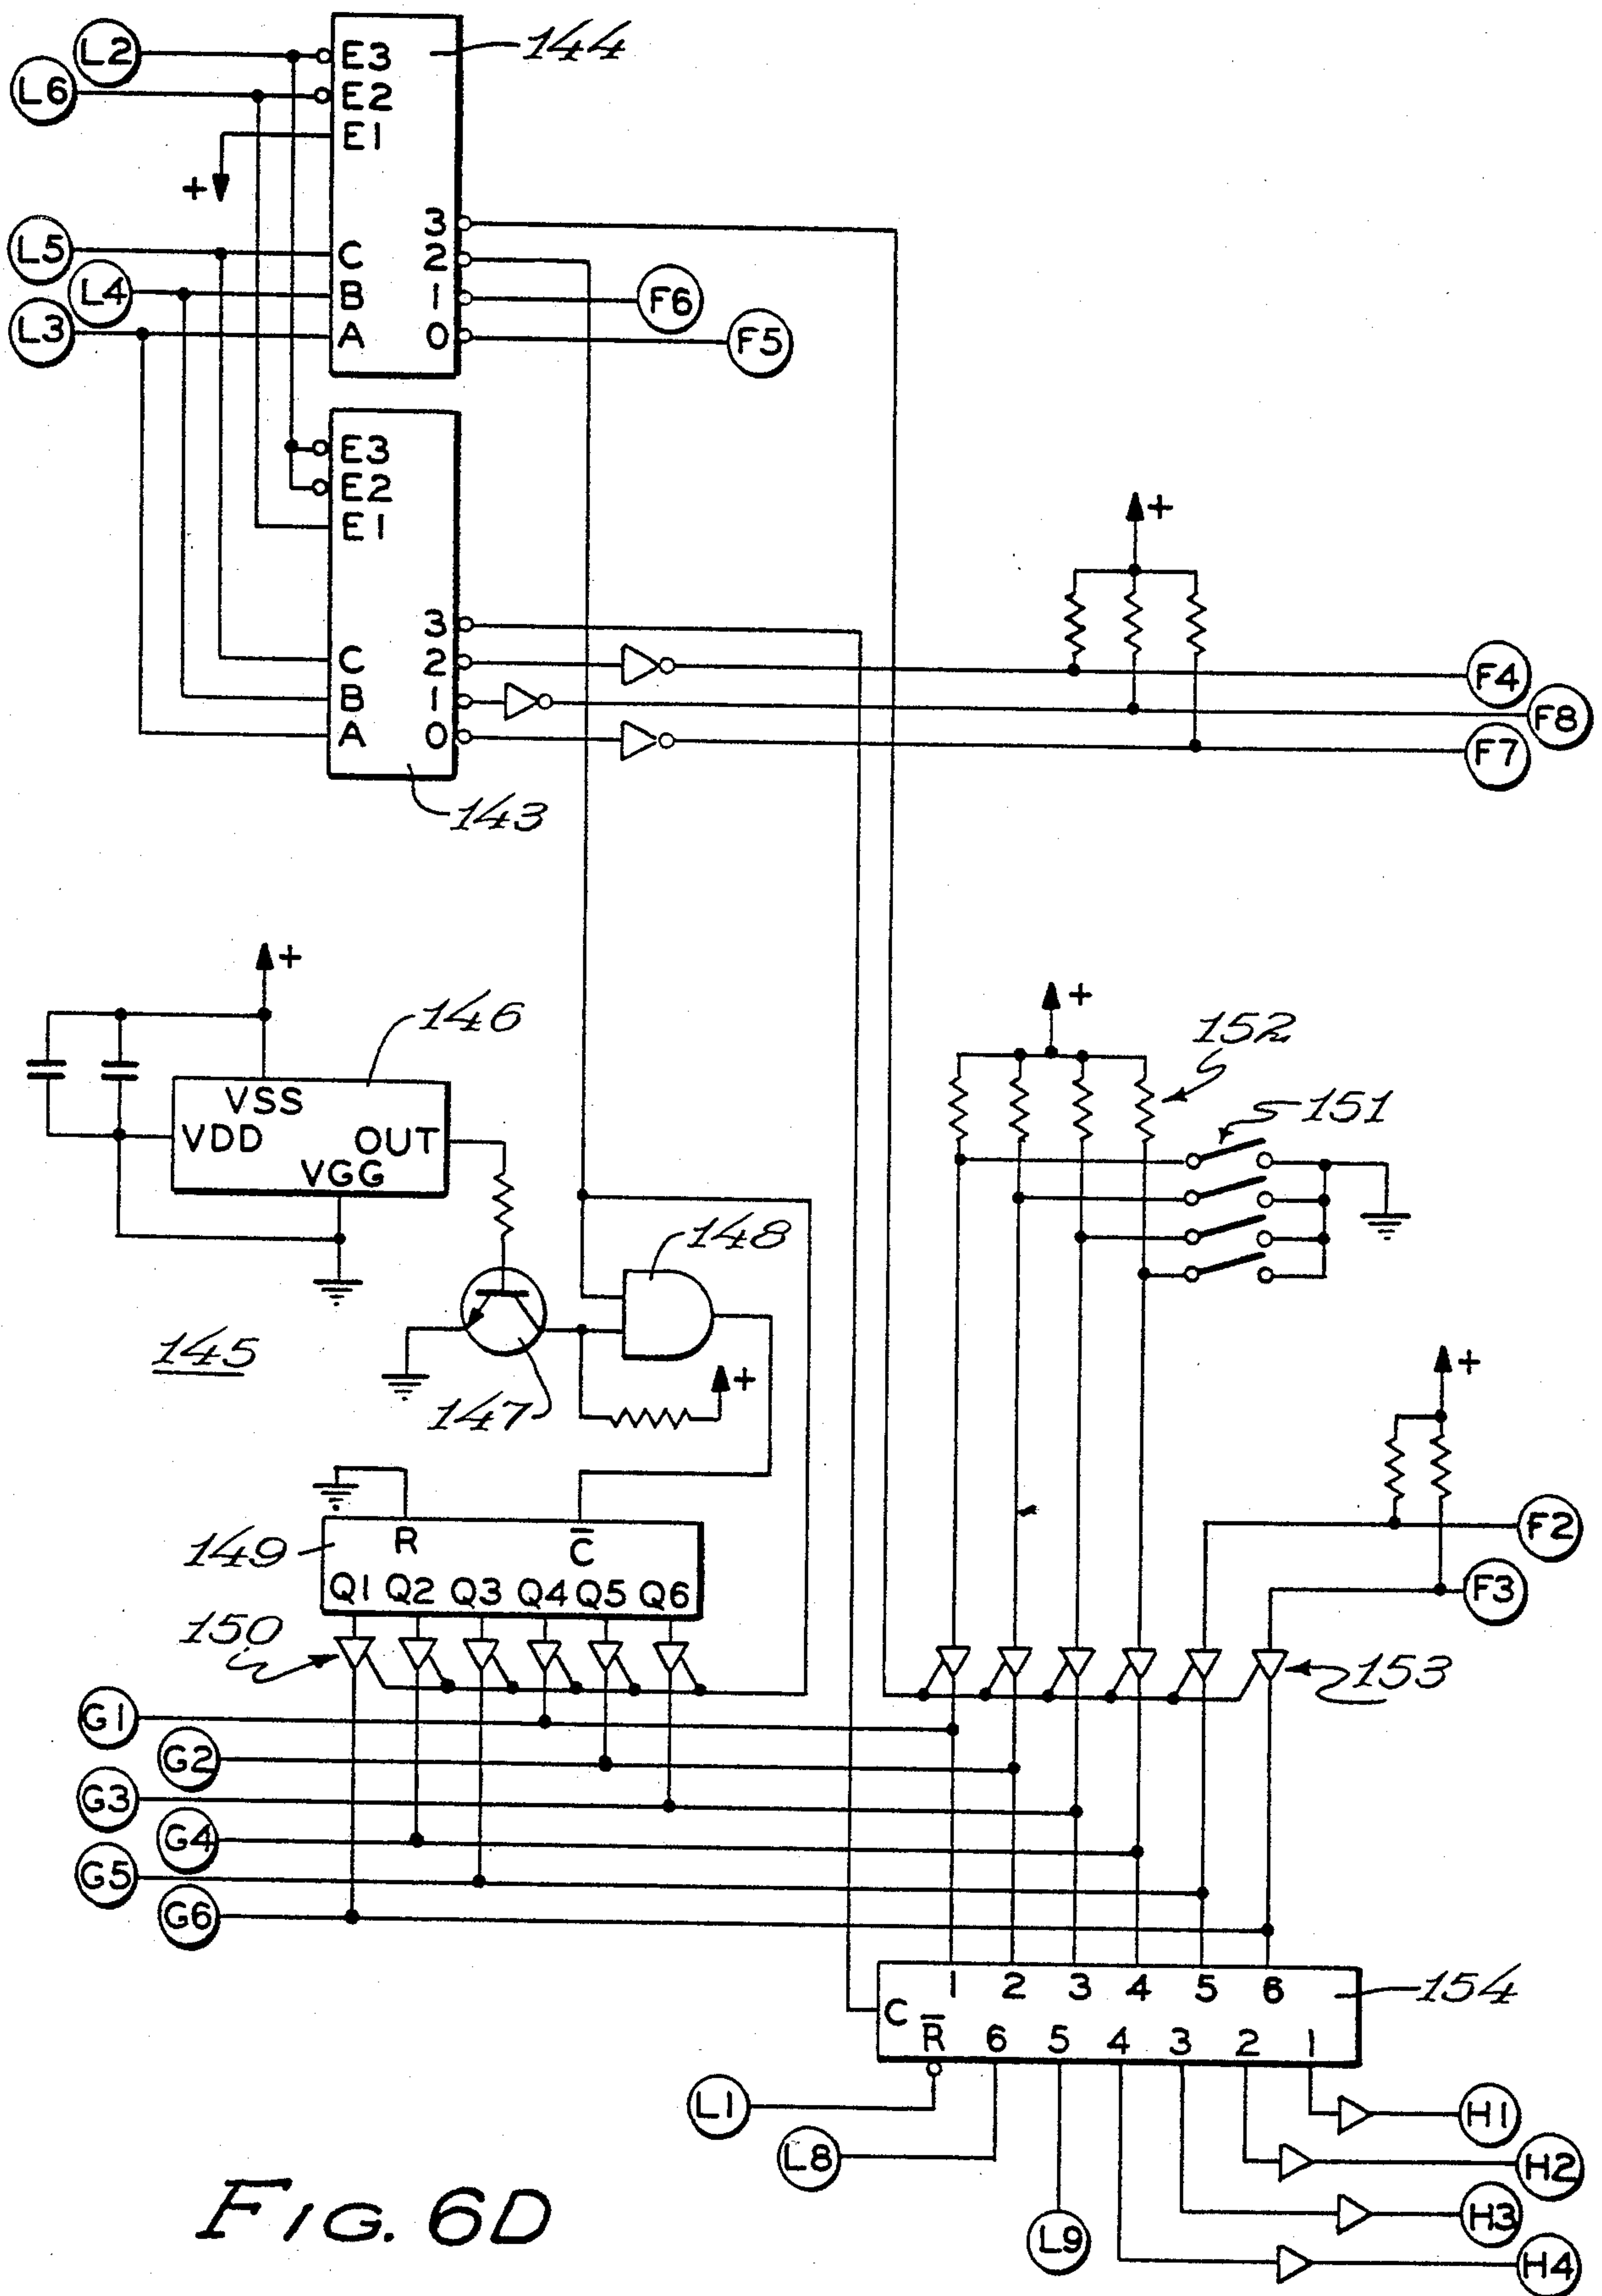 L2
E3
144
L6
E2
E1
+
3
L5
C
2
L4
B
1
F6
L3
A
0
F5
E3
E2
E1
+
3
C
2
F4
B
1
F8
A
0
F7
143
+
146
+
152
VSS
151
VDD
OUT
VGG
148
145
+
+
147
149
R
C̅
F2
Q1 Q2 Q3 Q4 Q5 Q6
F3
150
153
G1
G2
G3
G4
G5
G6
1 2 3 4 5 6
154
C
R̅ 6 5 4 3 2 1
L1
H1
L8
H2
H3
L9
H4
FIG. 6D